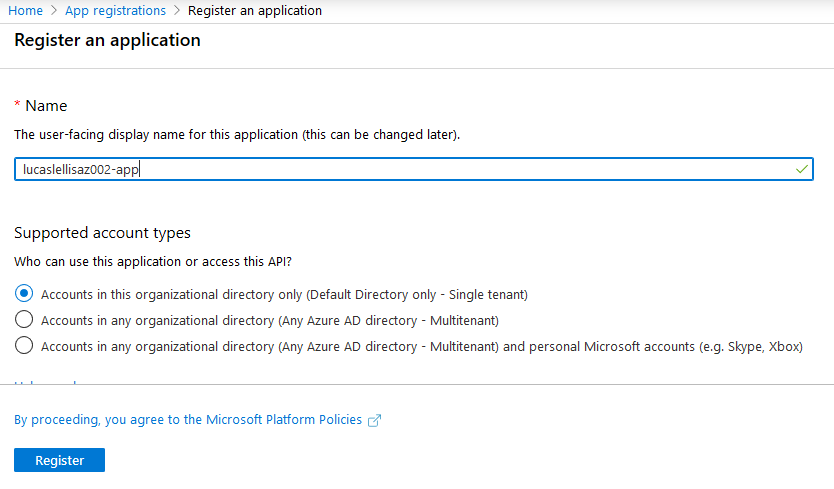 Home > App registrations > Register an application
Register an application
* Name
The user-facing display name for this application (this can be changed later).
lucaslellisaz002-app
Supported account types
Who can use this application or access this API?
Accounts in this organizational directory only (Default Directory only - Single tenant)
Accounts in any organizational directory (Any Azure AD directory - Multitenant)
Accounts in any organizational directory (Any Azure AD directory - Multitenant) and personal Microsoft accounts (e.g. Skype, Xbox)
By proceeding, you agree to the Microsoft Platform Policies
Register